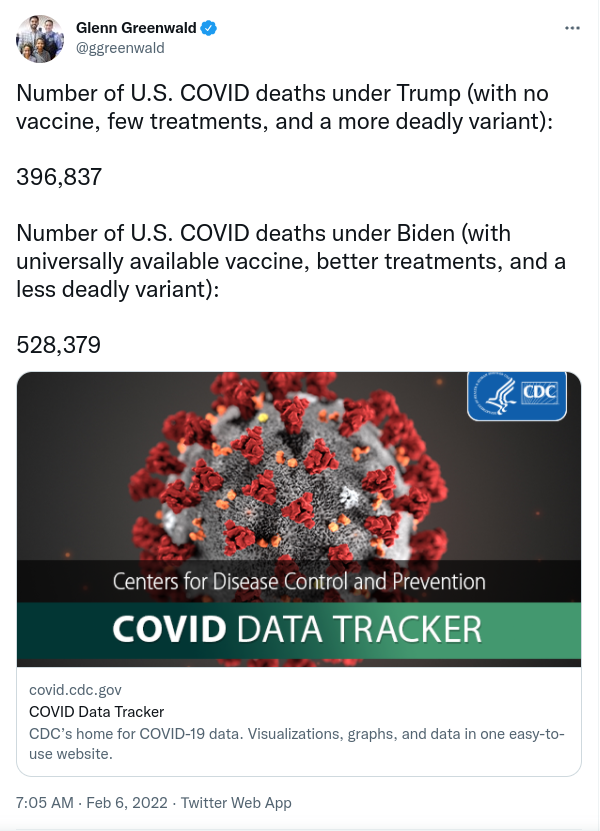 Glenn Greenwald
@ggreenwald
Number of U.S. COVID deaths under Trump (with no
vaccine, few treatments, and a more deadly variant):
396,837
Number of U.S. COVID deaths under Biden (with
universally available vaccine, better treatments, and a
less deadly variant):
528,379
CDC
Centers for Disease Control and Prevention
COVID DATA TRACKER
covid.cdc.gov
COVID Data Tracker
CDC’s home for COVID-19 data. Visualizations, graphs, and data in one easy-to-
use website.
7:05 AM · Feb 6, 2022 · Twitter Web App